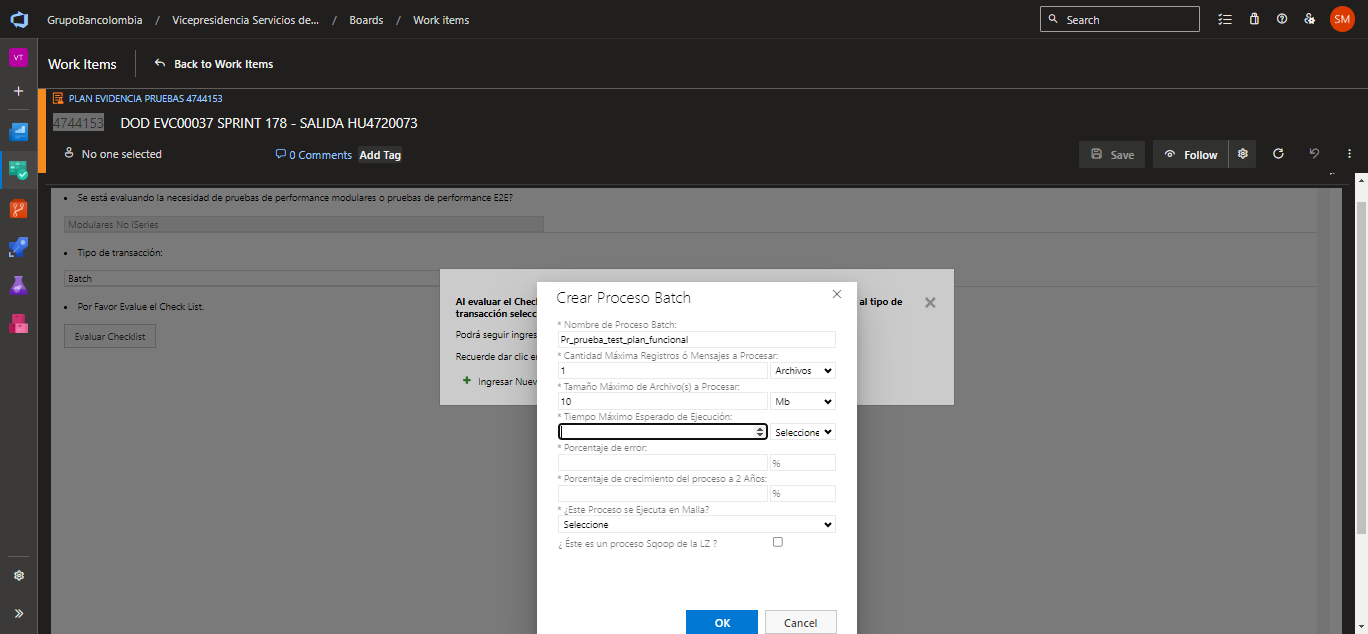 GrupoBancolombia / Vicepresidencia Servicios de... / Boards / Work items
Search
SM
VT
Work Items
Back to Work Items
PLAN EVIDENCIA PRUEBAS 4744153
4744153 DOD EVC00037 SPRINT 178 - SALIDA HU4720073
No one selected
0 Comments
Add Tag
Save
Follow
Se está evaluando la necesidad de pruebas de performance modulares o pruebas de performance E2E?
Modulares No ISeries
Tipo de transacción:
Batch
Por Favor Evalue el Check List.
Evaluar Checklist
Al evaluar el Chec
al tipo de
transacción selecc
Podrá seguir ingres
Recuerde dar clic e
Ingresar Nuev
Crear Proceso Batch
* Nombre de Proceso Batch:
Pr_prueba_test_plan_funcional
* Cantidad Máxima Registros ó Mensajes a Procesar:
1
Archivos
* Tamaño Máximo de Archivo(s) a Procesar:
10
Mb
* Tiempo Máximo Esperado de Ejecución:
Seleccione
* Porcentaje de error:
%
* Porcentaje de crecimiento del proceso a 2 Años:
%
* ¿Este Proceso se Ejecuta en Malla?
Seleccione
¿ Éste es un proceso Sqoop de la LZ ?
OK
Cancel